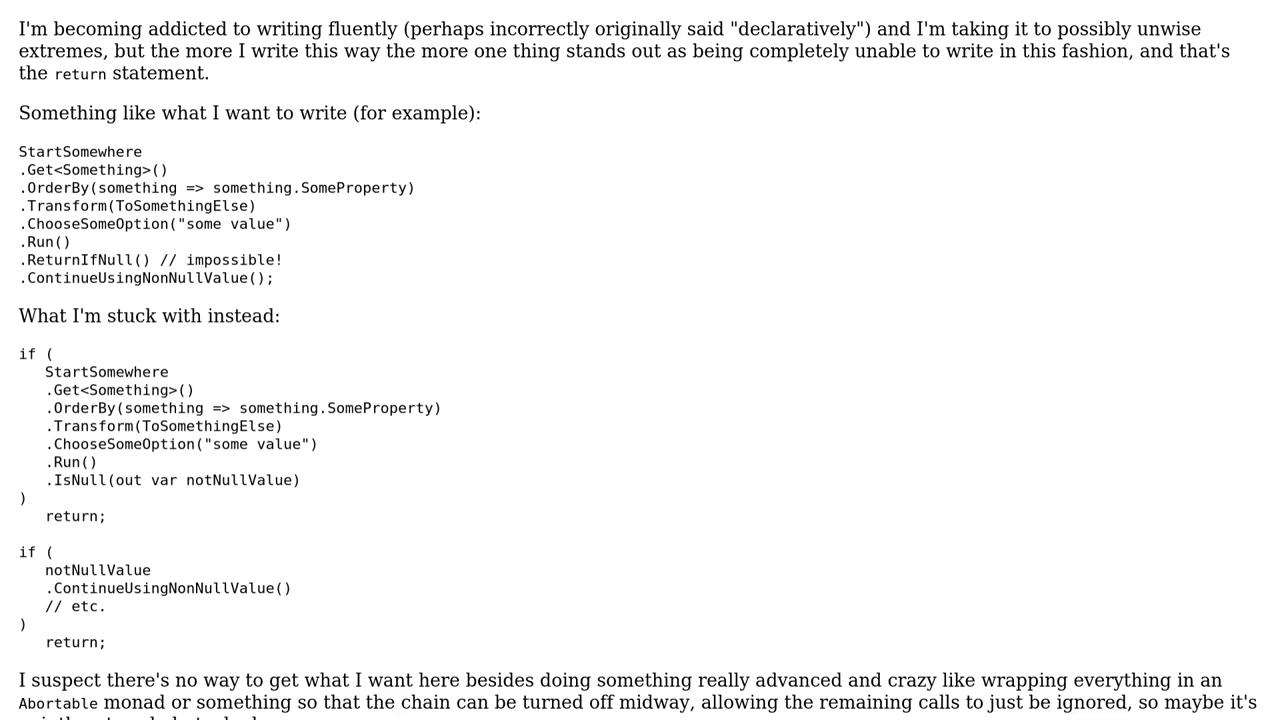 I'm becoming addicted to writing fluently (perhaps incorrectly originally said "declaratively") and I'm taking it to possibly unwise
extremes, but the more I write this way the more one thing stands out as being completely unable to write in this fashion, and that's
the return statement.
Something like what I want to write (for example):
StartSomewhere
.Get<Something>()
.OrderBy(something => something.SomeProperty)
.Transform(ToSomethingElse)
.ChooseSomeOption("some value")
.Run()
.ReturnIfNull() // impossible!
.ContinueUsingNonNullValue();
What I'm stuck with instead:
if (
StartSomewhere
.Get<Something>()
.OrderBy(something => something.SomeProperty)
.Transform(ToSomethingElse)
.ChooseSomeOption("some value")
.Run()
.IsNull(out var notNullValue)
)
return;
if (
notNullValue
.ContinueUsingNonNullValue()
// etc.
)
return;
I suspect there's no way to get what I want here besides doing something really advanced and crazy like wrapping everything in an
Abortable monad or something so that the chain can be turned off midway, allowing the remaining calls to just be ignored, so maybe it's